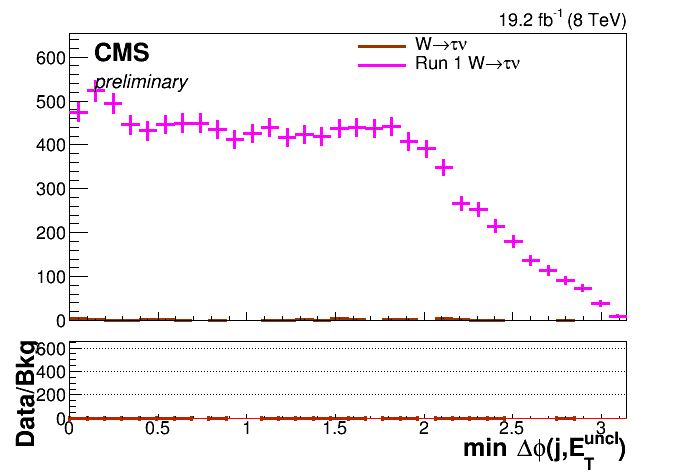 19.2 fb⁻¹ (8 TeV)
CMS
preliminary
W→τν
Run 1 W→τν
600
500
400
300
200
100
0
Data/Bkg
600
400
200
0
0 0.5 1 1.5 2 2.5 3
min Δϕ(j,E_T^uncl)